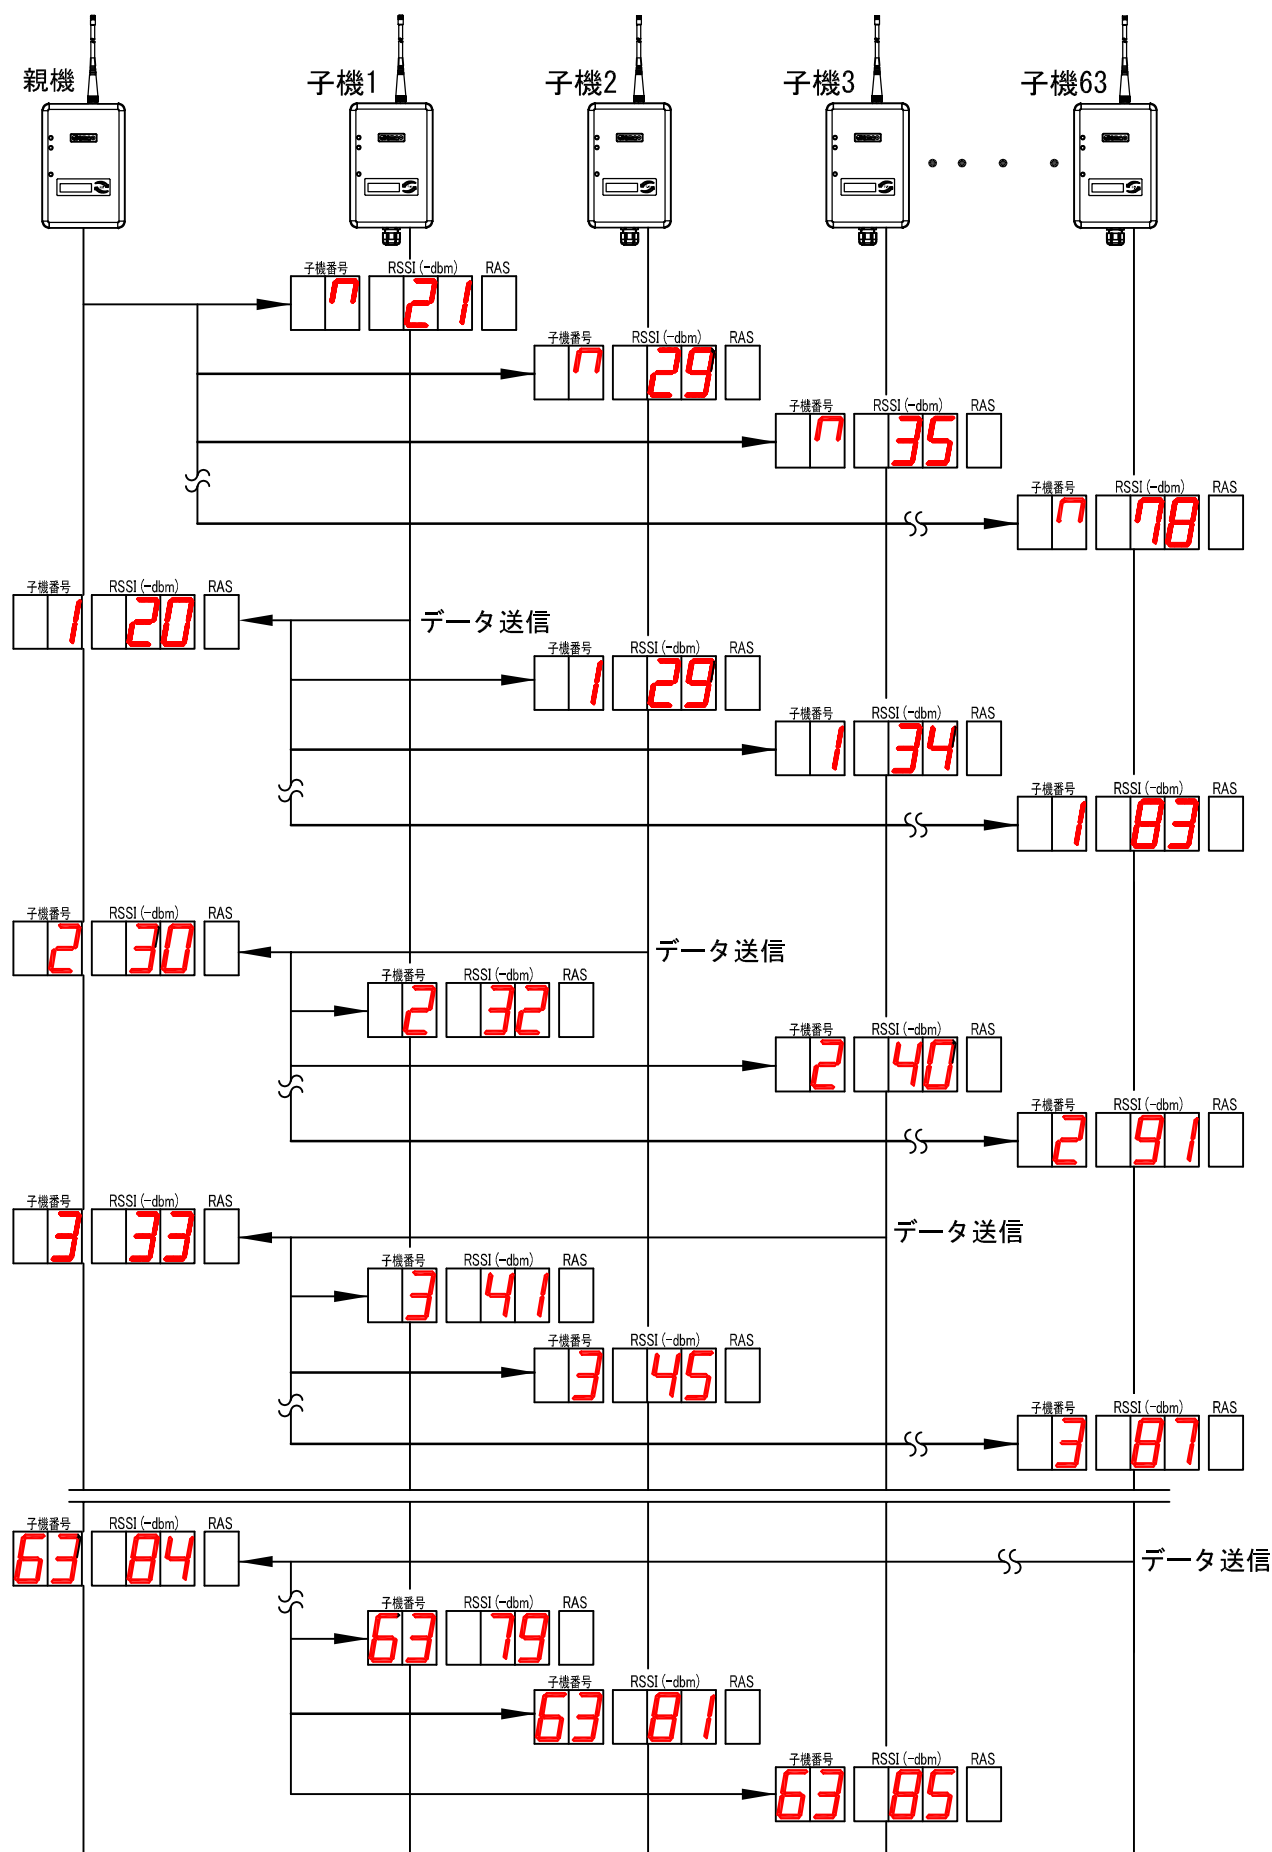 親機
子機1
子機2
子機3
子機63
子機番号 RSSI(-dbm) RAS
n 21
子機番号 RSSI(-dbm) RAS
n 29
子機番号 RSSI(-dbm) RAS
n 35
子機番号 RSSI(-dbm) RAS
n 78
子機番号 RSSI(-dbm) RAS
1 20
データ送信
子機番号 RSSI(-dbm) RAS
1 29
子機番号 RSSI(-dbm) RAS
1 34
子機番号 RSSI(-dbm) RAS
1 83
子機番号 RSSI(-dbm) RAS
2 30
データ送信
子機番号 RSSI(-dbm) RAS
2 32
子機番号 RSSI(-dbm) RAS
2 40
子機番号 RSSI(-dbm) RAS
2 91
子機番号 RSSI(-dbm) RAS
3 33
データ送信
子機番号 RSSI(-dbm) RAS
3 41
子機番号 RSSI(-dbm) RAS
3 45
子機番号 RSSI(-dbm) RAS
3 87
子機番号 RSSI(-dbm) RAS
63 84
データ送信
子機番号 RSSI(-dbm) RAS
63 79
子機番号 RSSI(-dbm) RAS
63 81
子機番号 RSSI(-dbm) RAS
63 85